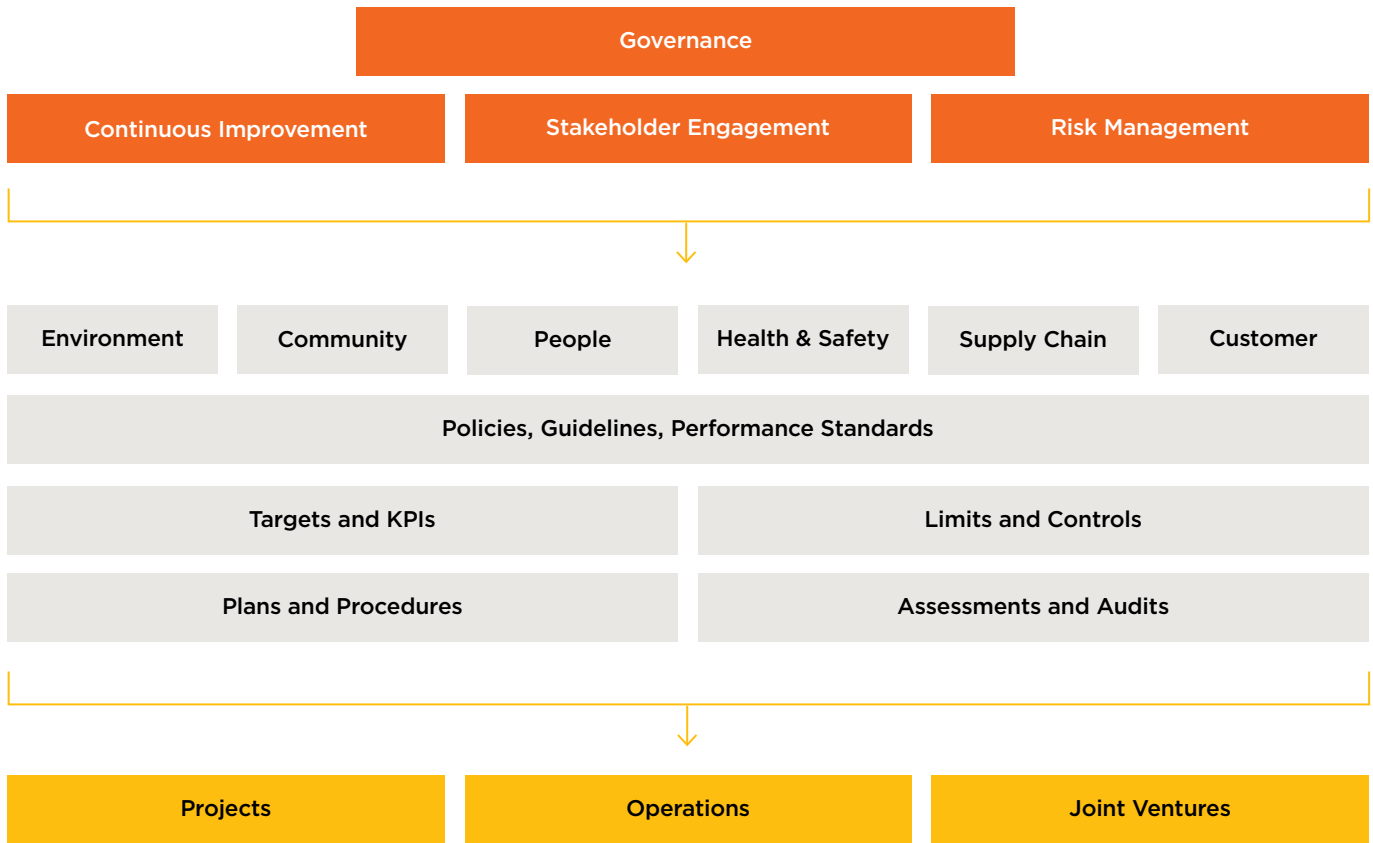 Governance
Continuous Improvement
Stakeholder Engagement
Risk Management
Environment
Community
People
Health & Safety
Supply Chain
Customer
Policies, Guidelines, Performance Standards
Targets and KPIs
Limits and Controls
Plans and Procedures
Assessments and Audits
Projects
Operations
Joint Ventures